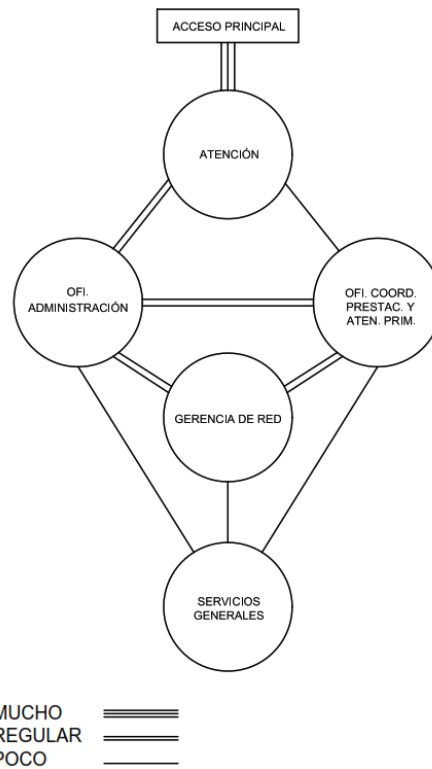 ACCESO PRINCIPAL
ATENCIÓN
OFI.
ADMINISTRACIÓN
OFI. COORD.
PRESTAC. Y
ATEN. PRIM.
GERENCIA DE RED
SERVICIOS
GENERALES
MUCHO
REGULAR
POCO